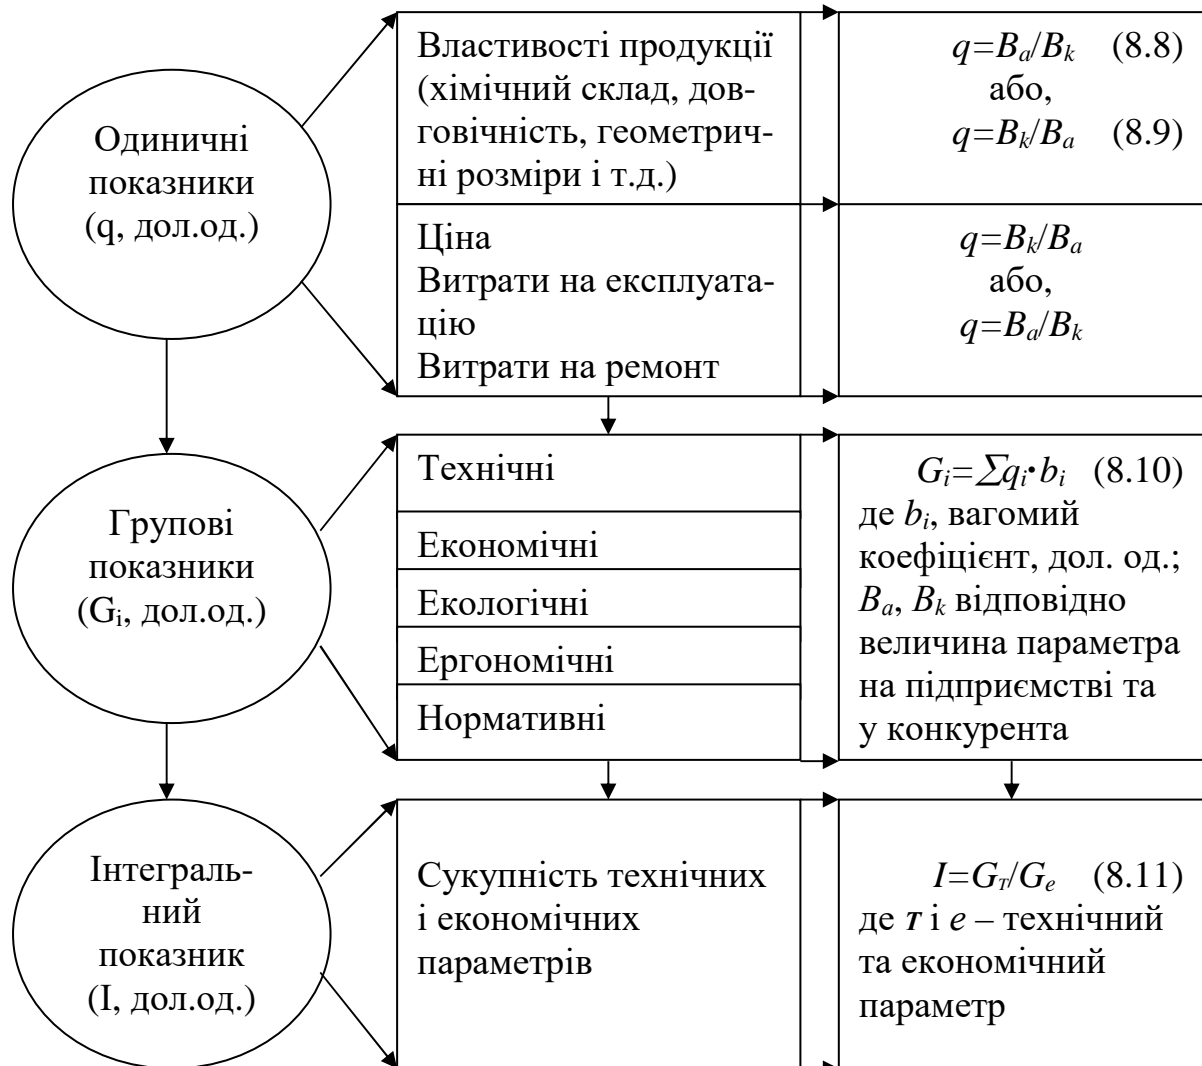 Одиничні
показники
(q, дол.од.)
Властивості продукції
(хімічний склад, дов-
говічність, геометрич-
ні розміри і т.д.)
q=Ba/Bk (8.8)
або,
q=Bk/Ba (8.9)
Ціна
Витрати на експлуата-
цію
Витрати на ремонт
q=Bk/Ba
або,
q=Ba/Bk
Групові
показники
(Gi, дол.од.)
Технічні
Економічні
Екологічні
Ергономічні
Нормативні
Gi=∑qi·bi (8.10)
де bi, вагомий
коефіцієнт, дол. од.;
Ba, Bk відповідно
величина параметра
на підприємстві та
у конкурента
Інтеграль-
ний
показник
(І, дол.од.)
Сукупність технічних
і економічних
параметрів
I=Gт/Ge (8.11)
де т і e – технічний
та економічний
параметр